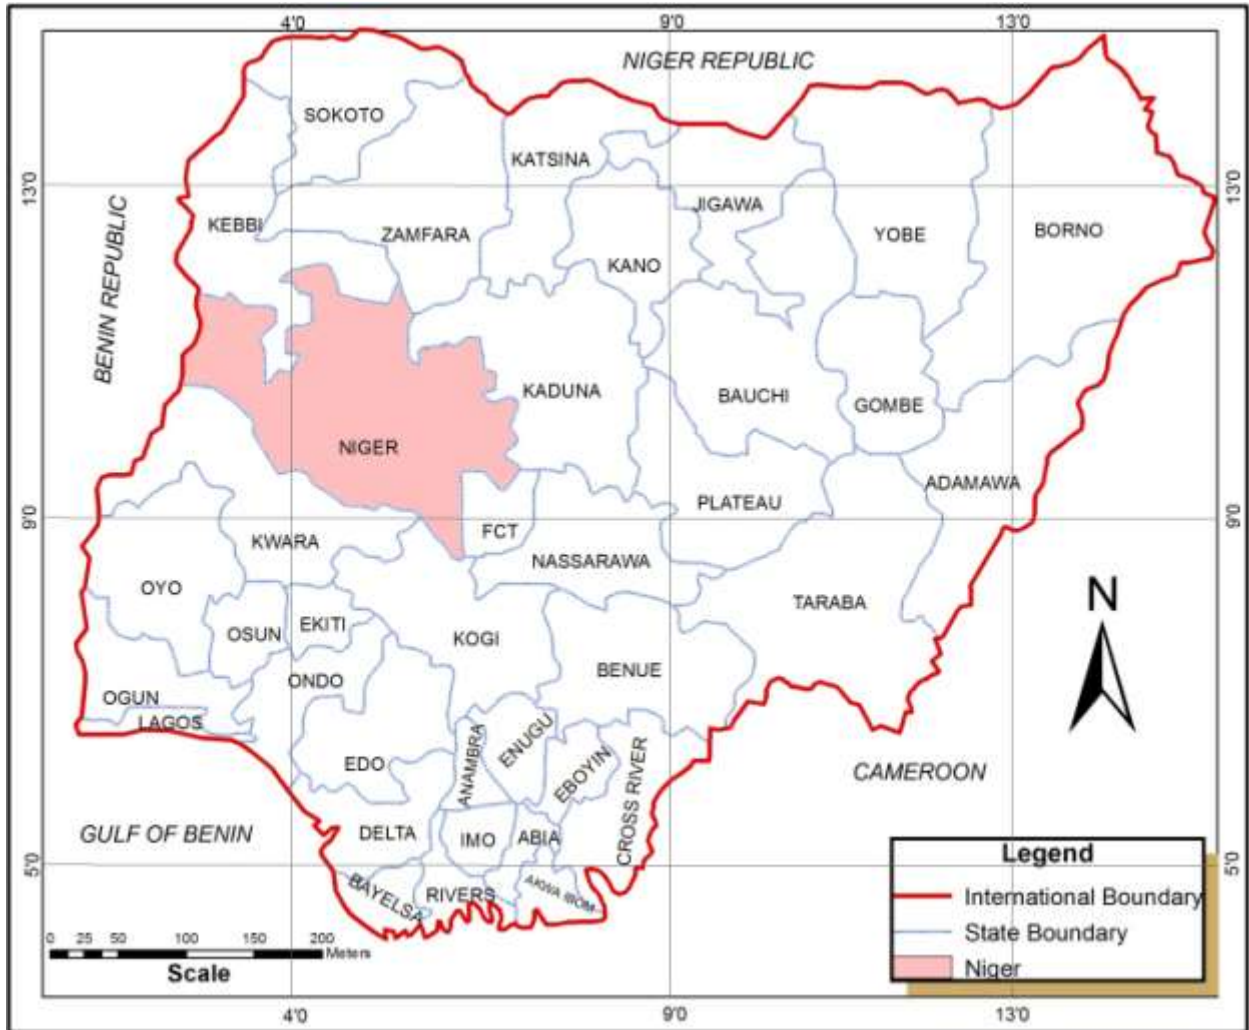 4'0
9'0
13'0
NIGER REPUBLIC
SOKOTO
KATSINA
13'0
13'0
JIGAWA
KEBBI
ZAMFARA
YOBE
BORNO
KANO
BENIN REPUBLIC
KADUNA
BAUCHI
GOMBE
NIGER
ADAMAWA
PLATEAU
9'0
9'0
FCT
KWARA
NASSARAWA
OYO
TARABA
N
EKITI
OSUN
KOGI
BENUE
ONDO
OGUN
LAGOS
ENUGU
ANAMBRA
EDO
EBOYIN
CROSS RIVER
CAMEROON
GULF OF BENIN
DELTA
IMO
ABIA
5'0
5'0
BAYELSA
RIVERS
AKWA IBOM
Legend
International Boundary
State Boundary
Niger
0 25 50 100 150 200
Meters
Scale
4'0
9'0
13'0